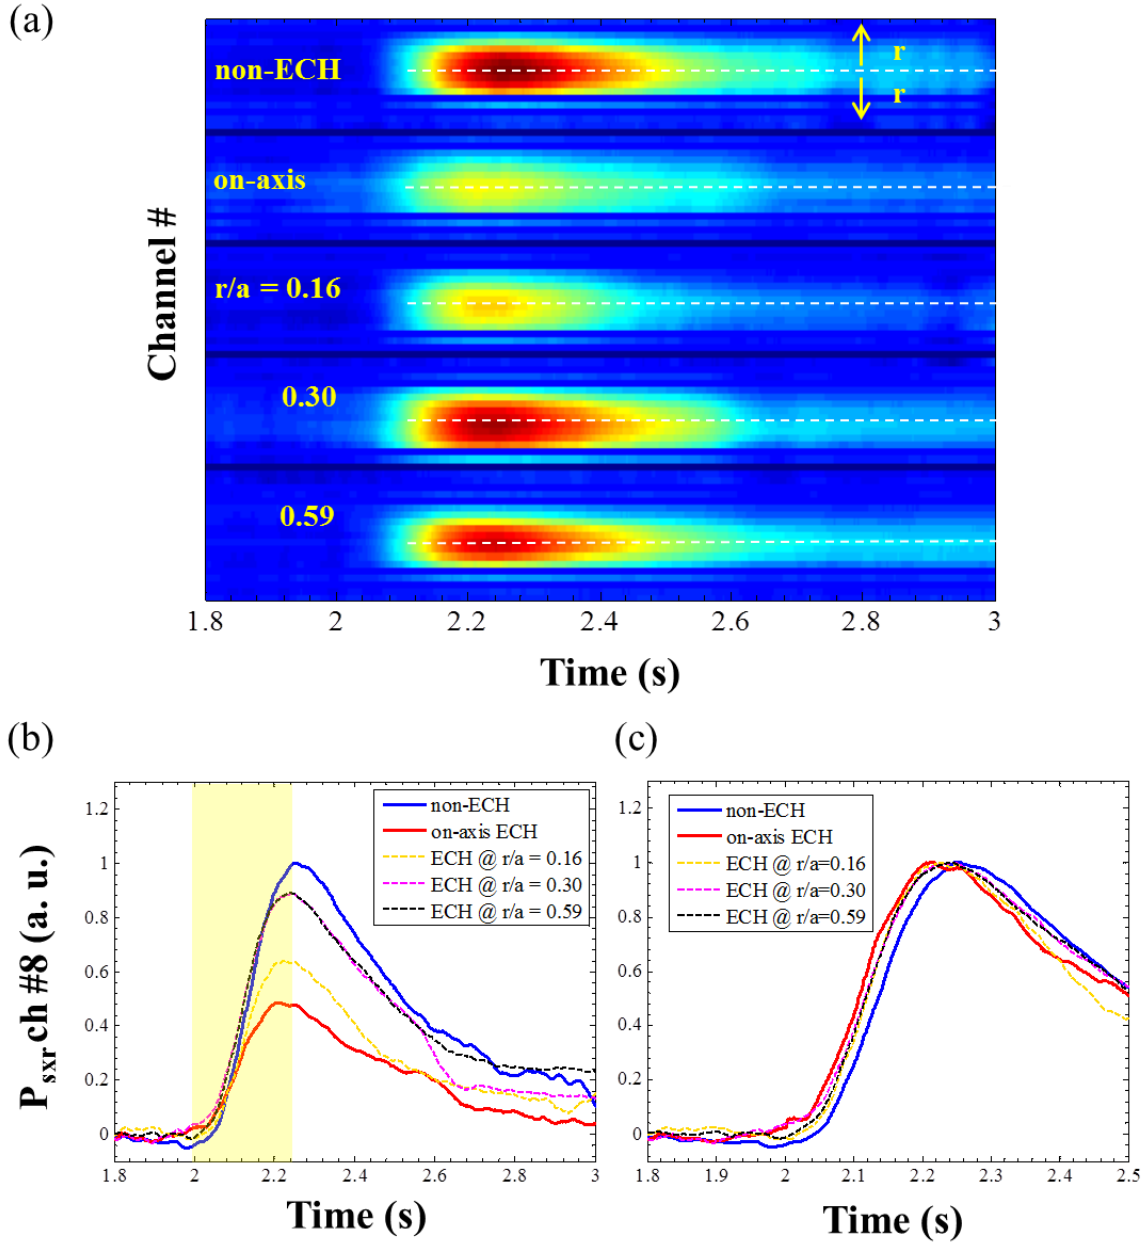 (a)
non-ECH
r
r
on-axis
r/a = 0.16
0.30
0.59
Channel #
1.8 2 2.2 2.4 2.6 2.8 3
Time (s)
(b)
P_sxr ch #8 (a. u.)
1.2
1
0.8
0.6
0.4
0.2
0
non-ECH
on-axis ECH
ECH @ r/a = 0.16
ECH @ r/a = 0.30
ECH @ r/a = 0.59
1.8 2 2.2 2.4 2.6 2.8 3
Time (s)
(c)
1.2
1
0.8
0.6
0.4
0.2
0
non-ECH
on-axis ECH
ECH @ r/a=0.16
ECH @ r/a=0.30
ECH @ r/a=0.59
1.8 1.9 2 2.1 2.2 2.3 2.4 2.5
Time (s)